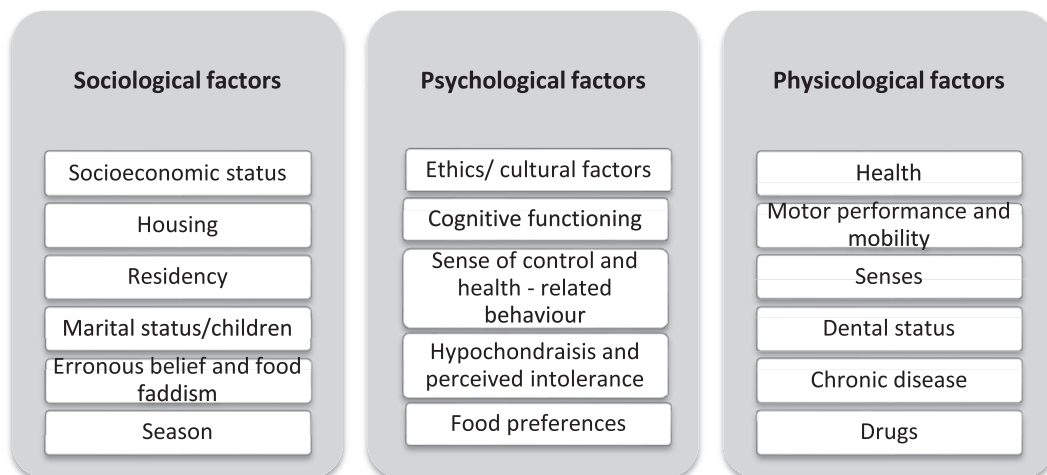 Sociological factors
Socioeconomic status
Housing
Residency
Marital status/children
Erronous belief and food
faddism
Season
Psychological factors
Ethics/ cultural factors
Cognitive functioning
Sense of control and
health - related
behaviour
Hypochondraisis and
perceived intolerance
Food preferences
Physicological factors
Health
Motor performance and
mobility
Senses
Dental status
Chronic disease
Drugs